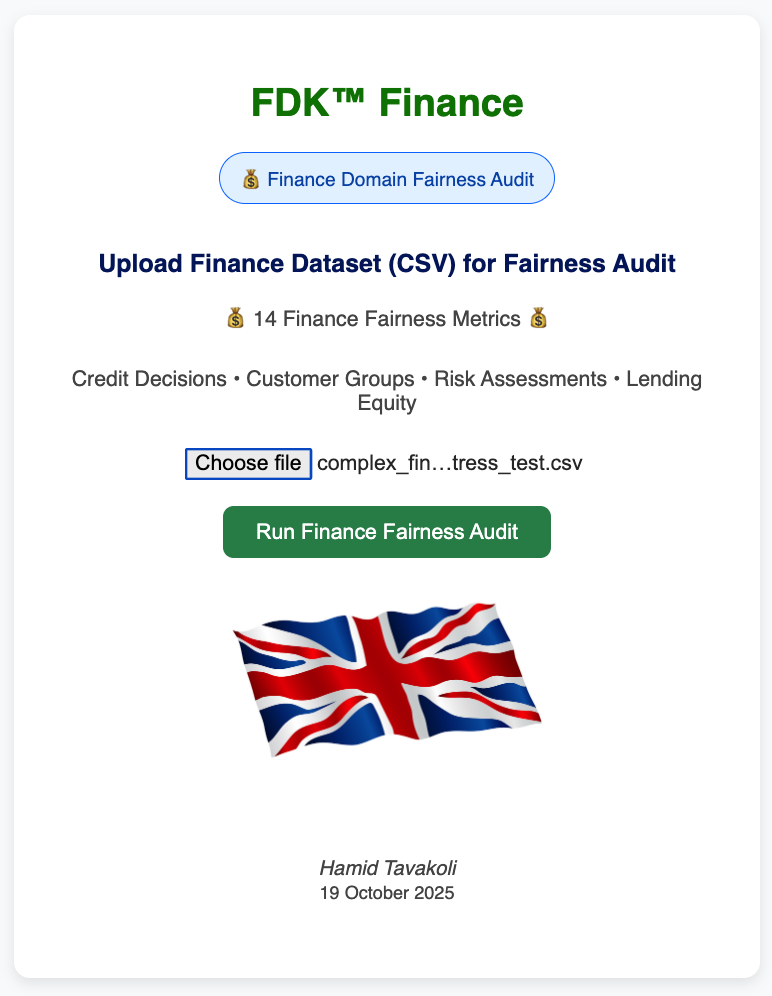 FDK™ Finance
💰 Finance Domain Fairness Audit
Upload Finance Dataset (CSV) for Fairness Audit
💰 14 Finance Fairness Metrics 💰
Credit Decisions • Customer Groups • Risk Assessments • Lending
Equity
Choose file complex_fin…tress_test.csv
Run Finance Fairness Audit
Hamid Tavakoli
19 October 2025